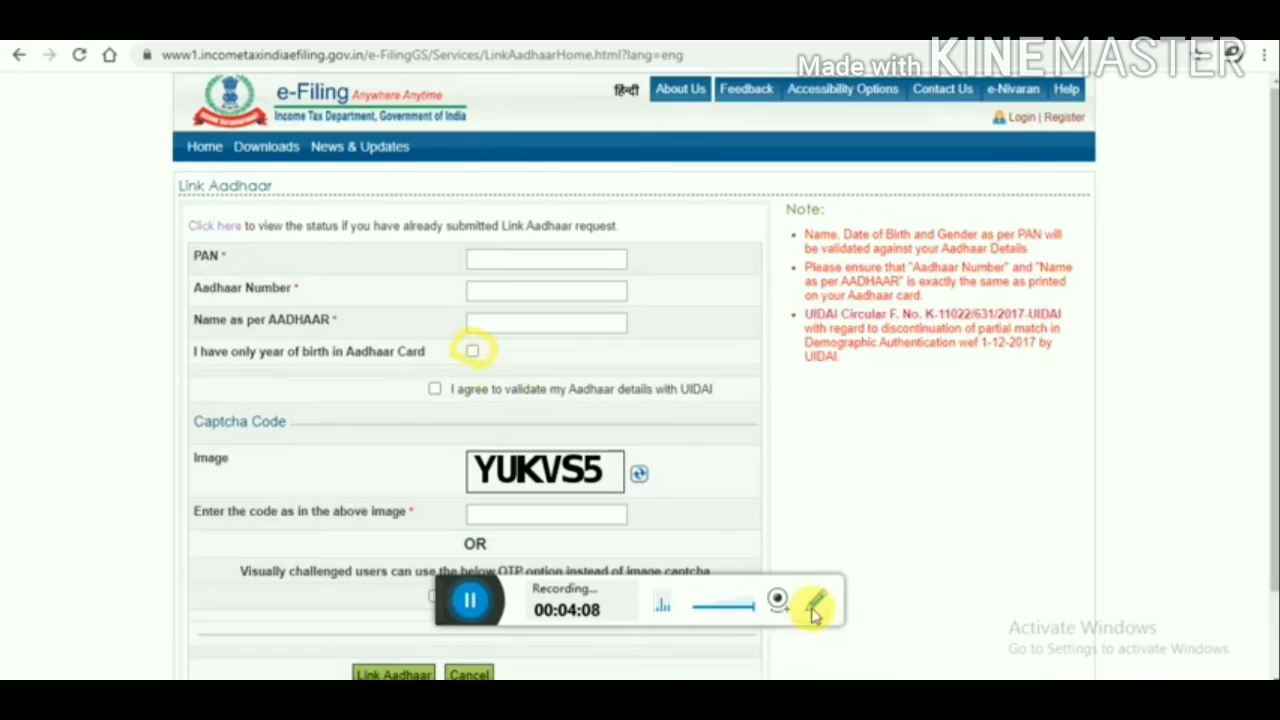 www1.incometaxindiaefiling.gov.in/e-FilingGS/Services/LinkAadhaarHome.html?lang=eng
Made with KINEMASTER
e-Filing Anywhere Anytime
Income Tax Department, Government of India
हिन्दी About Us Feedback Accessibility Options Contact Us e-Nivaran Help
Login | Register
Home Downloads News & Updates
Link Aadhaar
Click here to view the status if you have already submitted Link Aadhaar request.
PAN *
Aadhaar Number *
Name as per AADHAAR *
I have only year of birth in Aadhaar Card
I agree to validate my Aadhaar details with UIDAI
Captcha Code
Image
YUKVS5
Enter the code as in the above image *
OR
Visually challenged users can use the below OTP option instead of image captcha
Link Aadhaar Cancel
Note:
Name, Date of Birth and Gender as per PAN will
be validated against your Aadhaar Details.
Please ensure that "Aadhaar Number" and "Name
as per AADHAAR" is exactly the same as printed
on your Aadhaar card.
UIDAI Circular F. No. K-11022/631/2017-UIDAI
with regard to discontinuation of partial match in
Demographic Authentication wef 1-12-2017 by
UIDAI
Recording...
00:04:08
Activate Windows
Go to Settings to activate Windows.